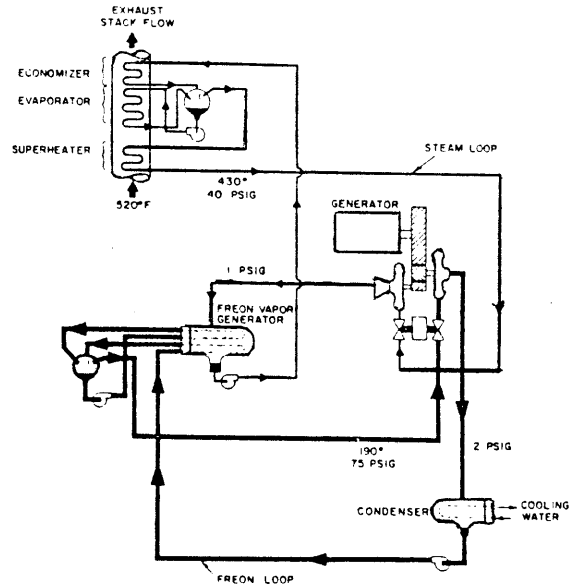 EXHAUST
STACK FLOW
ECONOMIZER
EVAPORATOR
SUPERHEATER
520°F
430°
40 PSIG
STEAM LOOP
GENERATOR
1 PSIG
FREON VAPOR
GENERATOR
190°
75 PSIG
2 PSIG
CONDENSER
COOLING
WATER
FREON LOOP